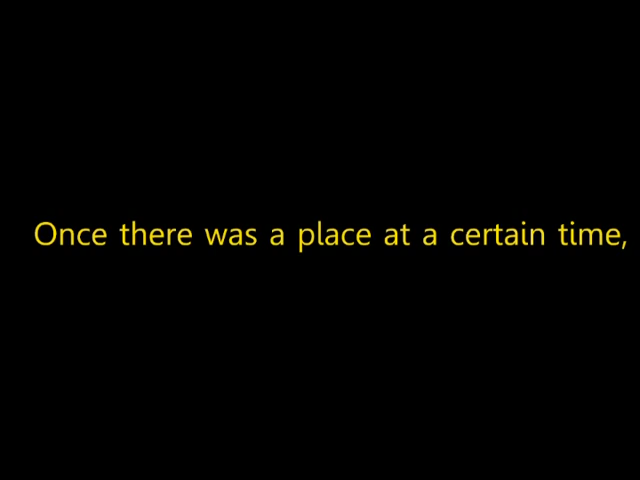 Once there was a place at a certain time,